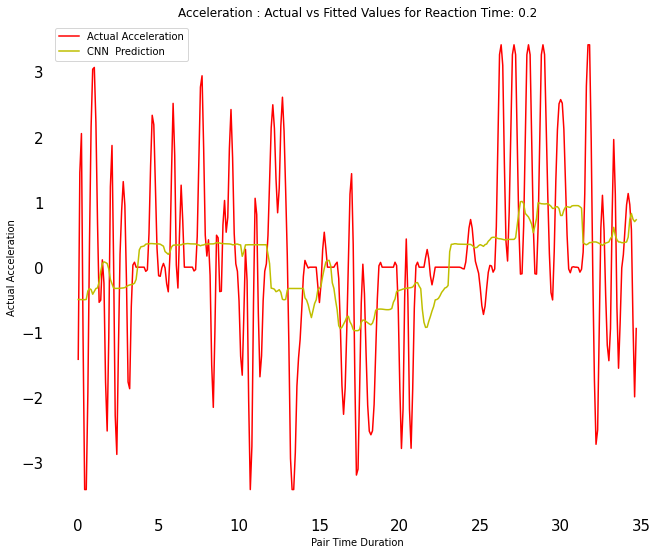 Acceleration : Actual vs Fitted Values for Reaction Time: 0.2
Actual Acceleration
CNN  Prediction
3
2
1
0
−1
−2
−3
Actual Acceleration
0 5 10 15 20 25 30 35
Pair Time Duration